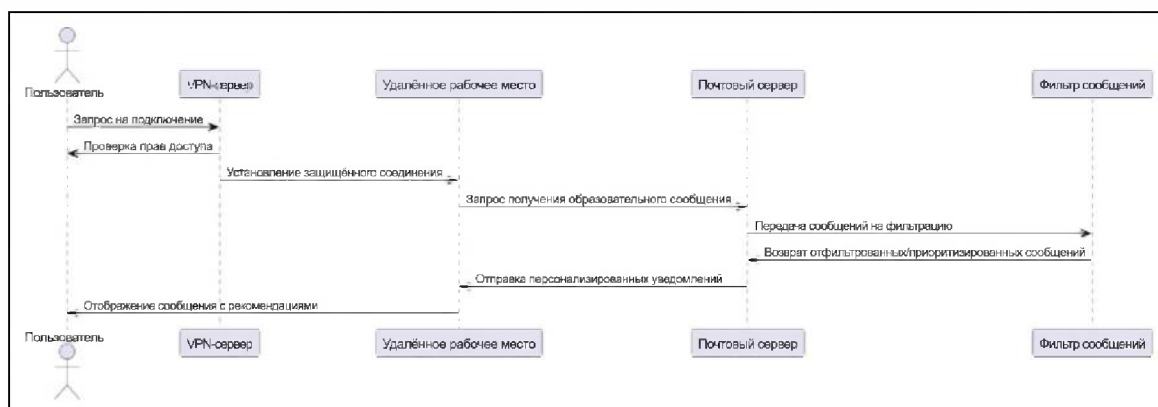 Пользователь
VPN-сервер
Удалённое рабочее место
Почтовый сервер
Фильтр сообщений
Запрос на подключение
Проверка прав доступа
Установление защищённого соединения
Запрос получения образовательного сообщения
Передача сообщений на фильтрацию
Возврат отфильтрованных/приоритизированных сообщений
Отправка персонализированных уведомлений
Отображение сообщения с рекомендациями
Пользователь
VPN-сервер
Удалённое рабочее место
Почтовый сервер
Фильтр сообщений